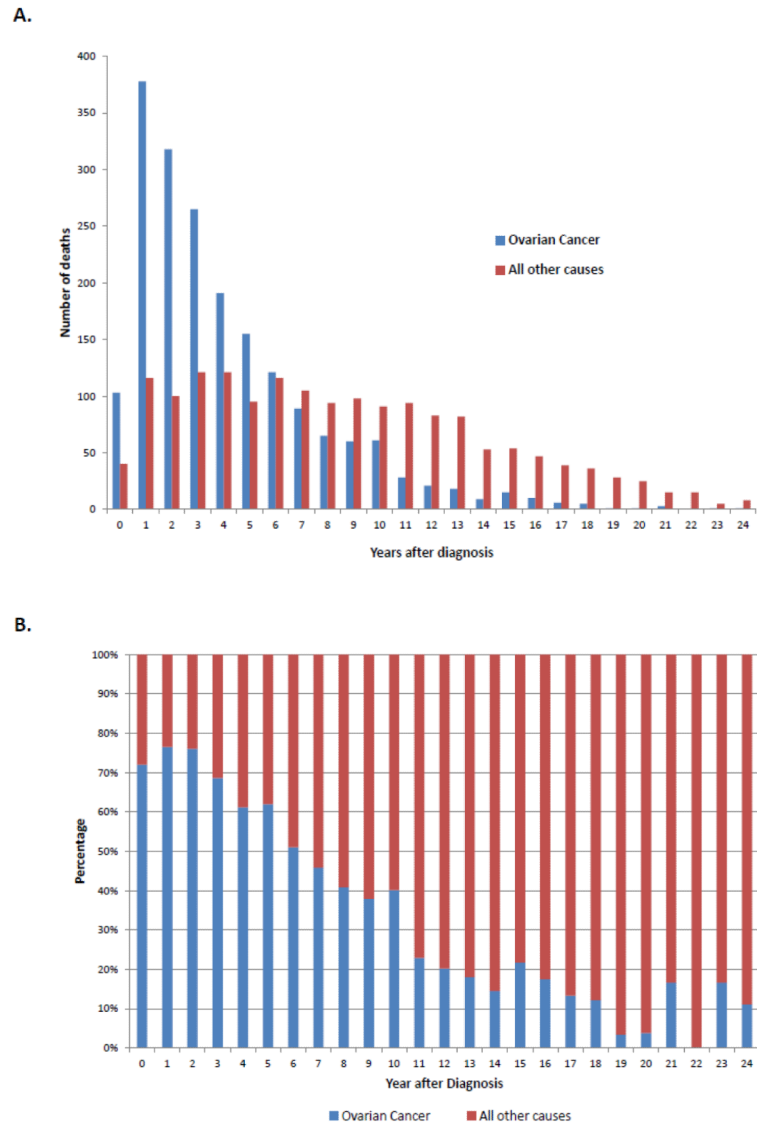 A.
400
350
300
250
200
150
100
50
0
Number of deaths
Ovarian Cancer
All other causes
0 1 2 3 4 5 6 7 8 9 10 11 12 13 14 15 16 17 18 19 20 21 22 23 24
Years after diagnosis
B.
100%
90%
80%
70%
60%
50%
40%
30%
20%
10%
0%
Percentage
0 1 2 3 4 5 6 7 8 9 10 11 12 13 14 15 16 17 18 19 20 21 22 23 24
Year after Diagnosis
Ovarian Cancer All other causes